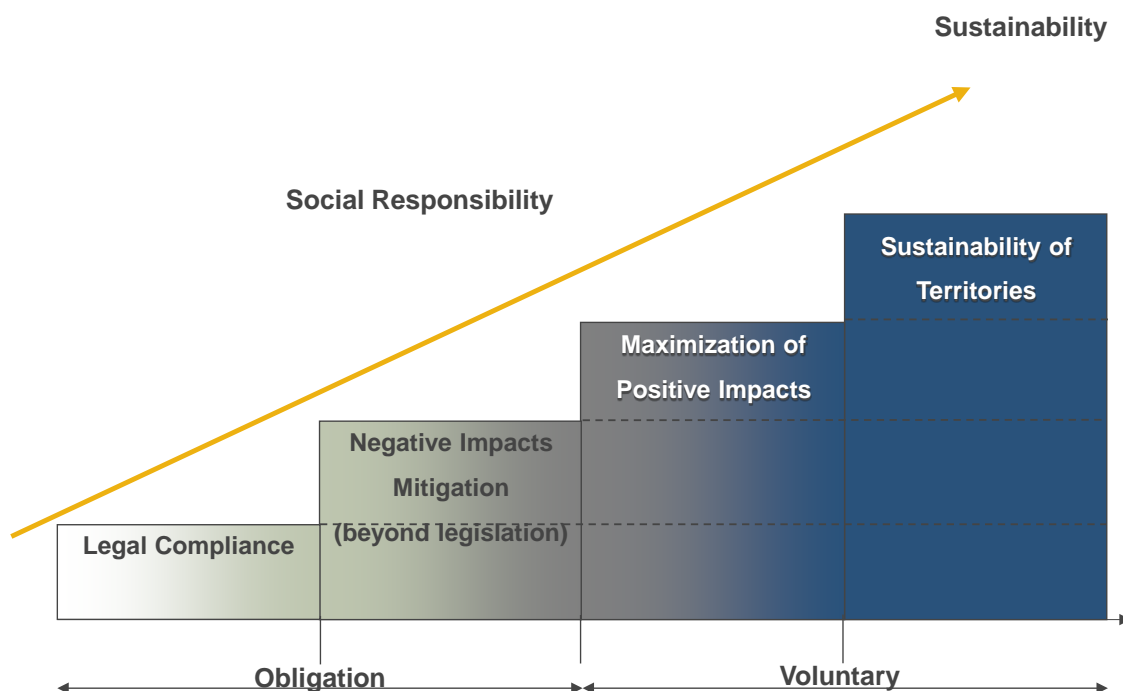 Sustainability
Social Responsibility
Sustainability of
Territories
Maximization of
Positive Impacts
Negative Impacts
Mitigation
(beyond legislation)
Legal Compliance
Obligation
Voluntary